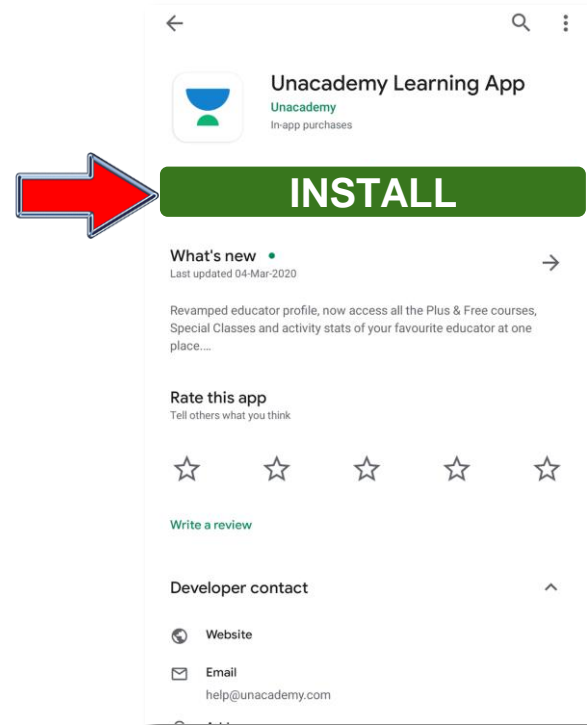 Unacademy Learning App
Unacademy
In-app purchases
INSTALL
What's new
Last updated 04-Mar-2020
Revamped educator profile, now access all the Plus & Free courses,
Special Classes and activity stats of your favourite educator at one
place....
Rate this app
Tell others what you think
Write a review
Developer contact
Website
Email
help@unacademy.com